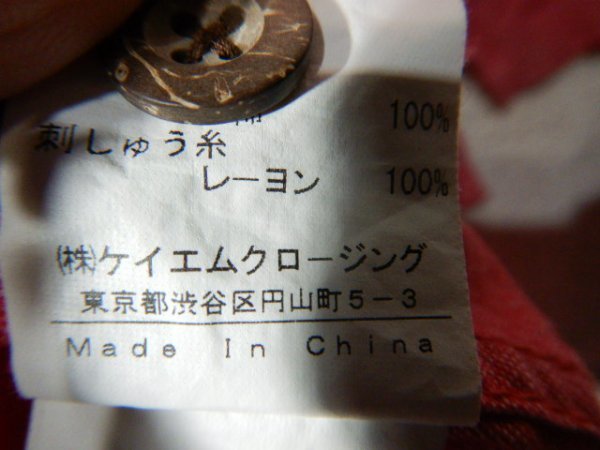 100%
刺しゅう糸
レーヨン 100%
(株)ケイエムクロージング
東京都渋谷区円山町5-3
Made In China